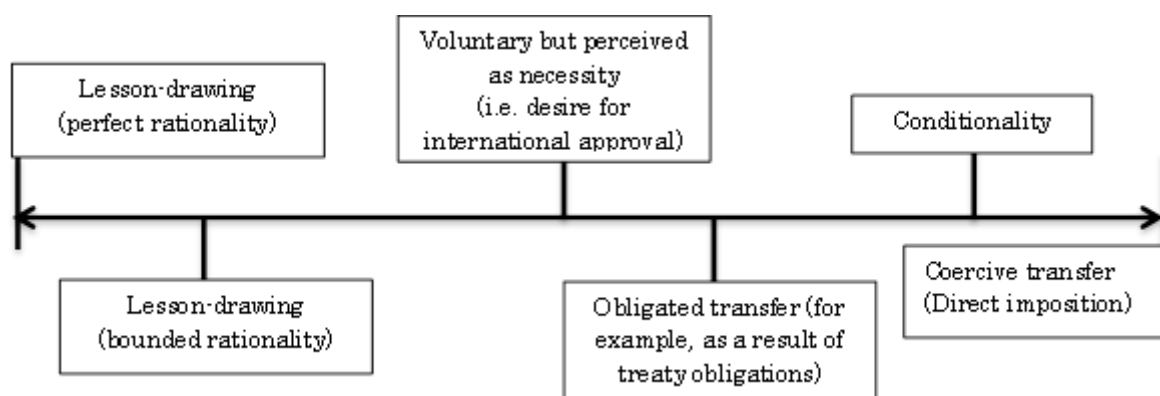 Lesson-drawing
(perfect rationality)
Voluntary but perceived
as necessity
(i.e. desire for
international approval)
Conditionality
Lesson-drawing
(bounded rationality)
Obligated transfer (for
example, as a result of
treaty obligations)
Coercive transfer
(Direct imposition)